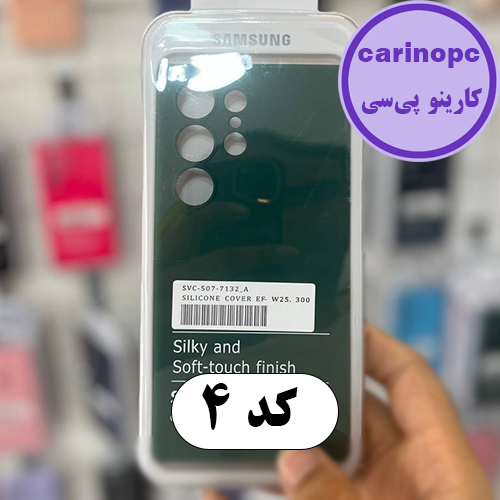 SAMSUNG
carinopc
کارینو پی‌سی
SVC-507-7132_A
SILICONE COVER EF- W25. 300
Silky and
Soft-touch finish
کد ۴